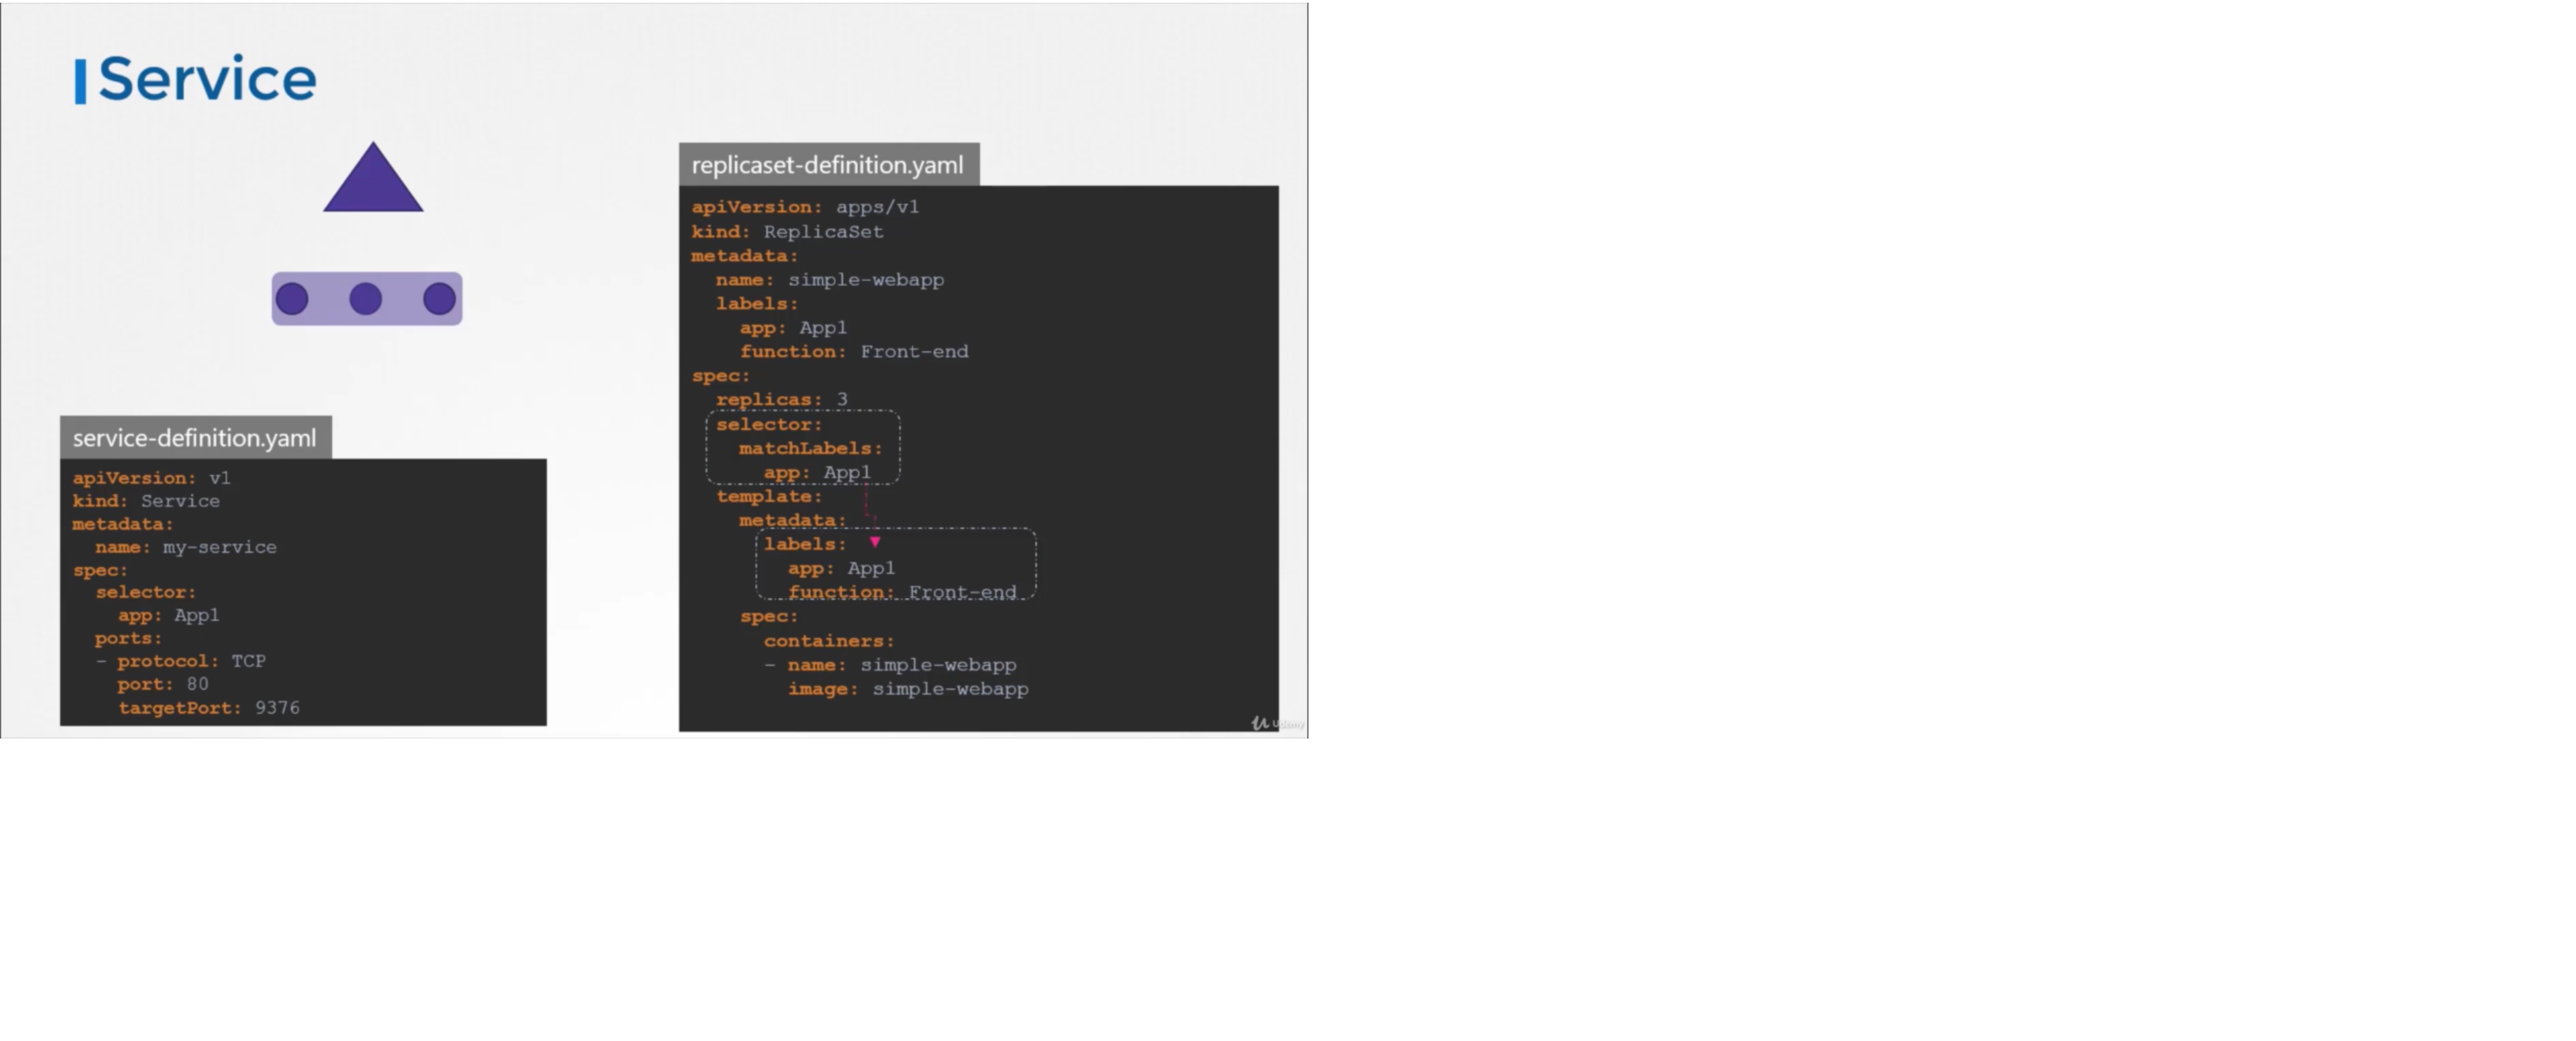 Service
service-definition.yaml
apiVersion: v1
kind: Service
metadata:
  name: my-service
spec:
  selector:
    app: App1
  ports:
  - protocol: TCP
    port: 80
    targetPort: 9376
replicaset-definition.yaml
apiVersion: apps/v1
kind: ReplicaSet
metadata:
  name: simple-webapp
  labels:
    app: App1
    function: Front-end
spec:
  replicas: 3
  selector:
    matchLabels:
      app: App1
  template:
    metadata:
      labels:
        app: App1
        function: Front-end
    spec:
      containers:
      - name: simple-webapp
        image: simple-webapp
Udemy